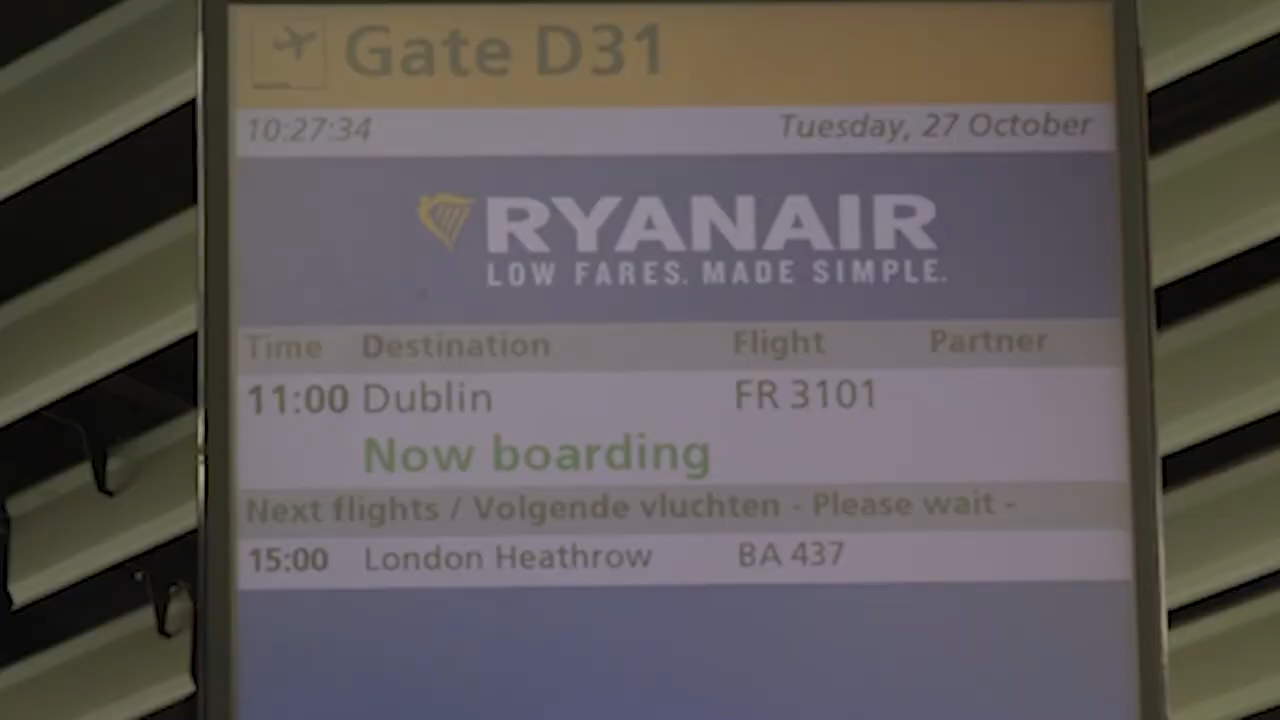 Gate D31
10:27:34 Tuesday, 27 October
RYANAIR
LOW FARES. MADE SIMPLE.
Time Destination Flight Partner
11:00 Dublin FR 3101
Now boarding
Next flights / Volgende vluchten - Please wait -
15:00 London Heathrow BA 437